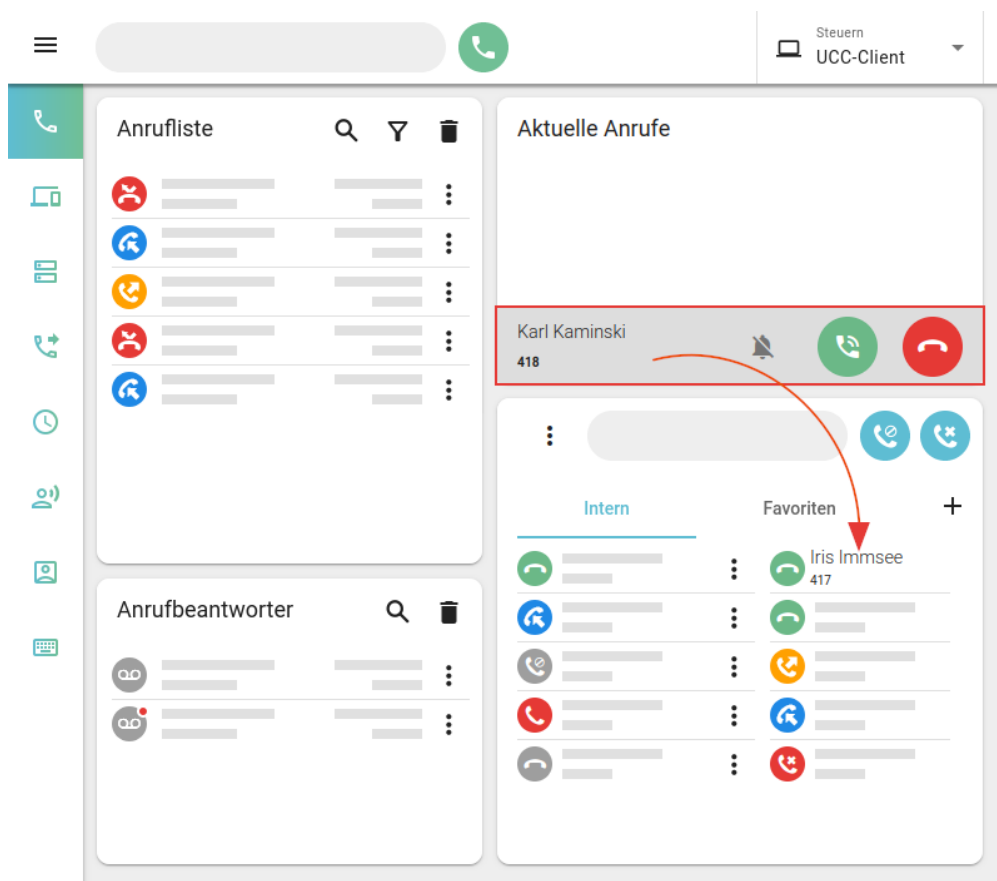 Steuern
UCC-Client
Anrufliste
Aktuelle Anrufe
Karl Kaminski
418
Intern
Favoriten
Iris Immsee
417
Anrufbeantworter